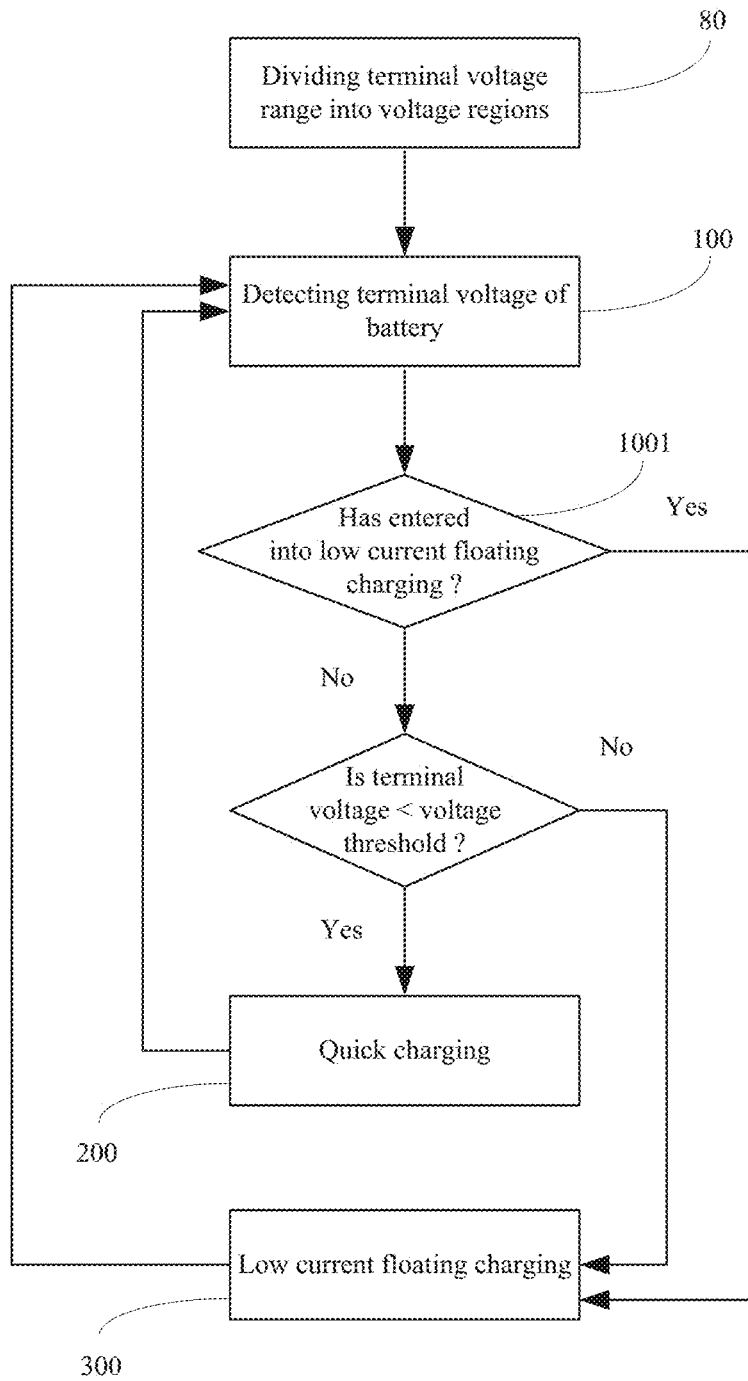 80
Dividing terminal voltage
range into voltage regions
100
Detecting terminal voltage of
battery
1001
Has entered
into low current floating
charging ?
Yes
No
No
Is terminal
voltage < voltage
threshold ?
Yes
Quick charging
200
Low current floating charging
300